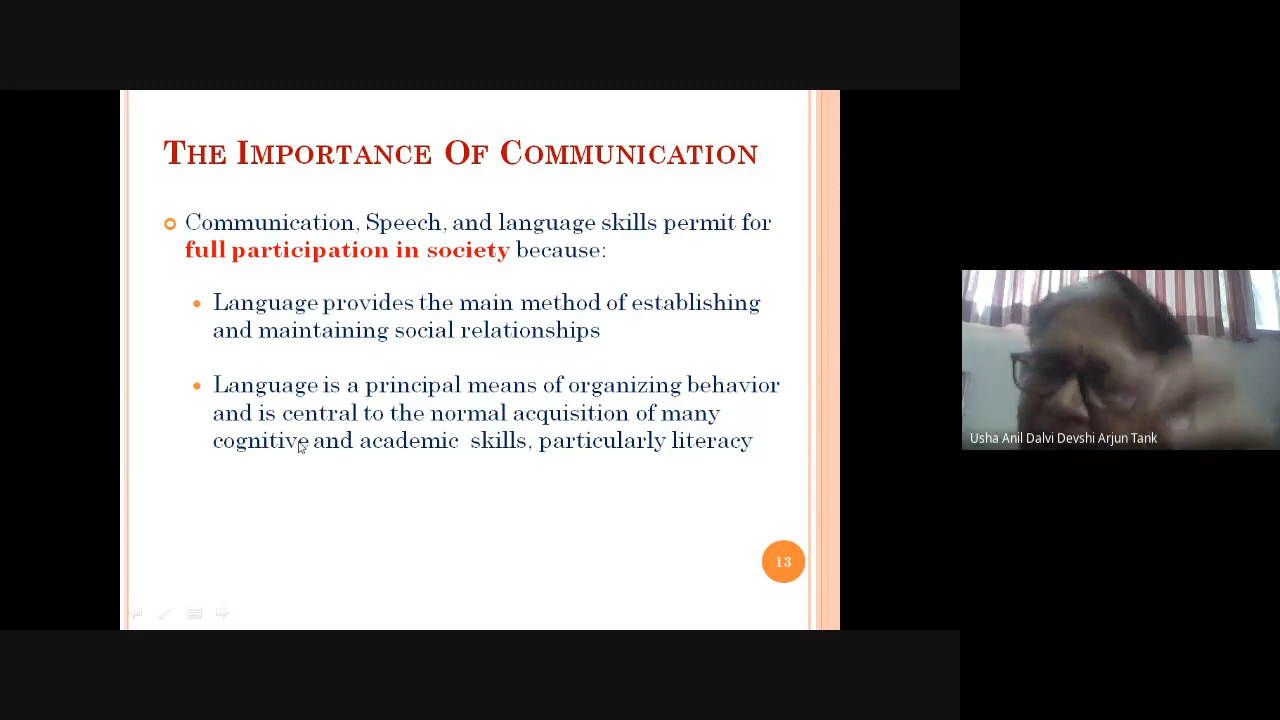 THE IMPORTANCE OF COMMUNICATION
Communication, Speech, and language skills permit for
full participation in society because:
Language provides the main method of establishing
and maintaining social relationships
Language is a principal means of organizing behavior
and is central to the normal acquisition of many
cognitive and academic skills, particularly literacy
13
Usha Anil Dalvi Devshi Arjun Tank